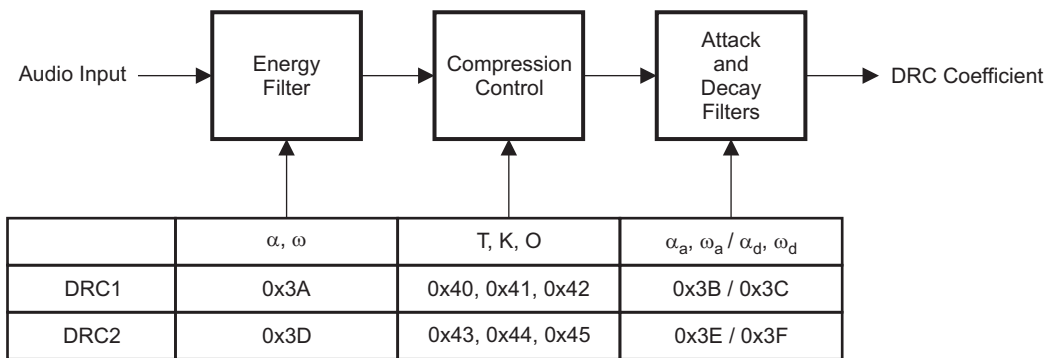 Audio Input
Energy
Filter
Compression
Control
Attack
and
Decay
Filters
DRC Coefficient
α, ω
T, K, O
αa, ωa / αd, ωd
DRC1
0x3A
0x40, 0x41, 0x42
0x3B / 0x3C
DRC2
0x3D
0x43, 0x44, 0x45
0x3E / 0x3F